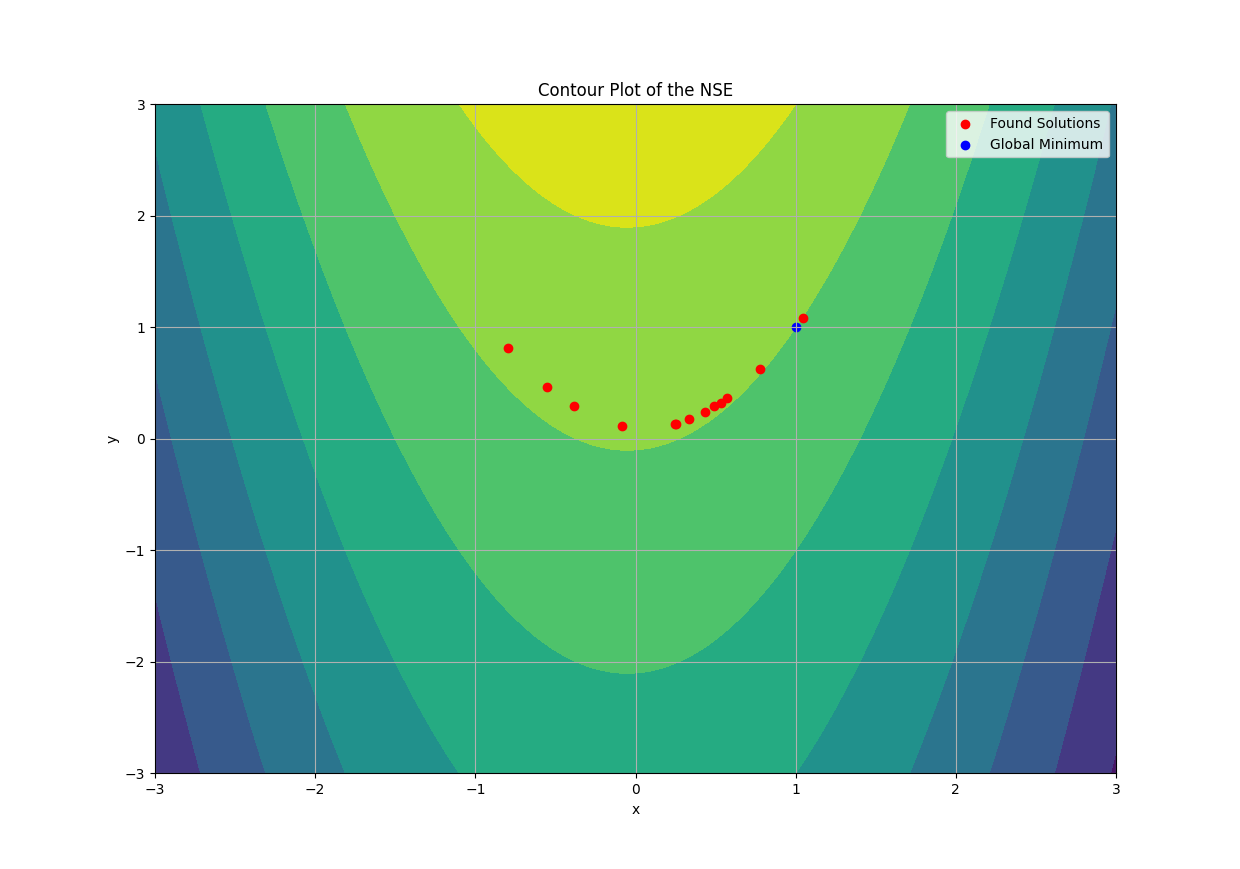 Contour Plot of the NSE
Found Solutions
Global Minimum
3
2
1
0
−1
−2
−3
y
−3 −2 −1 0 1 2 3
x